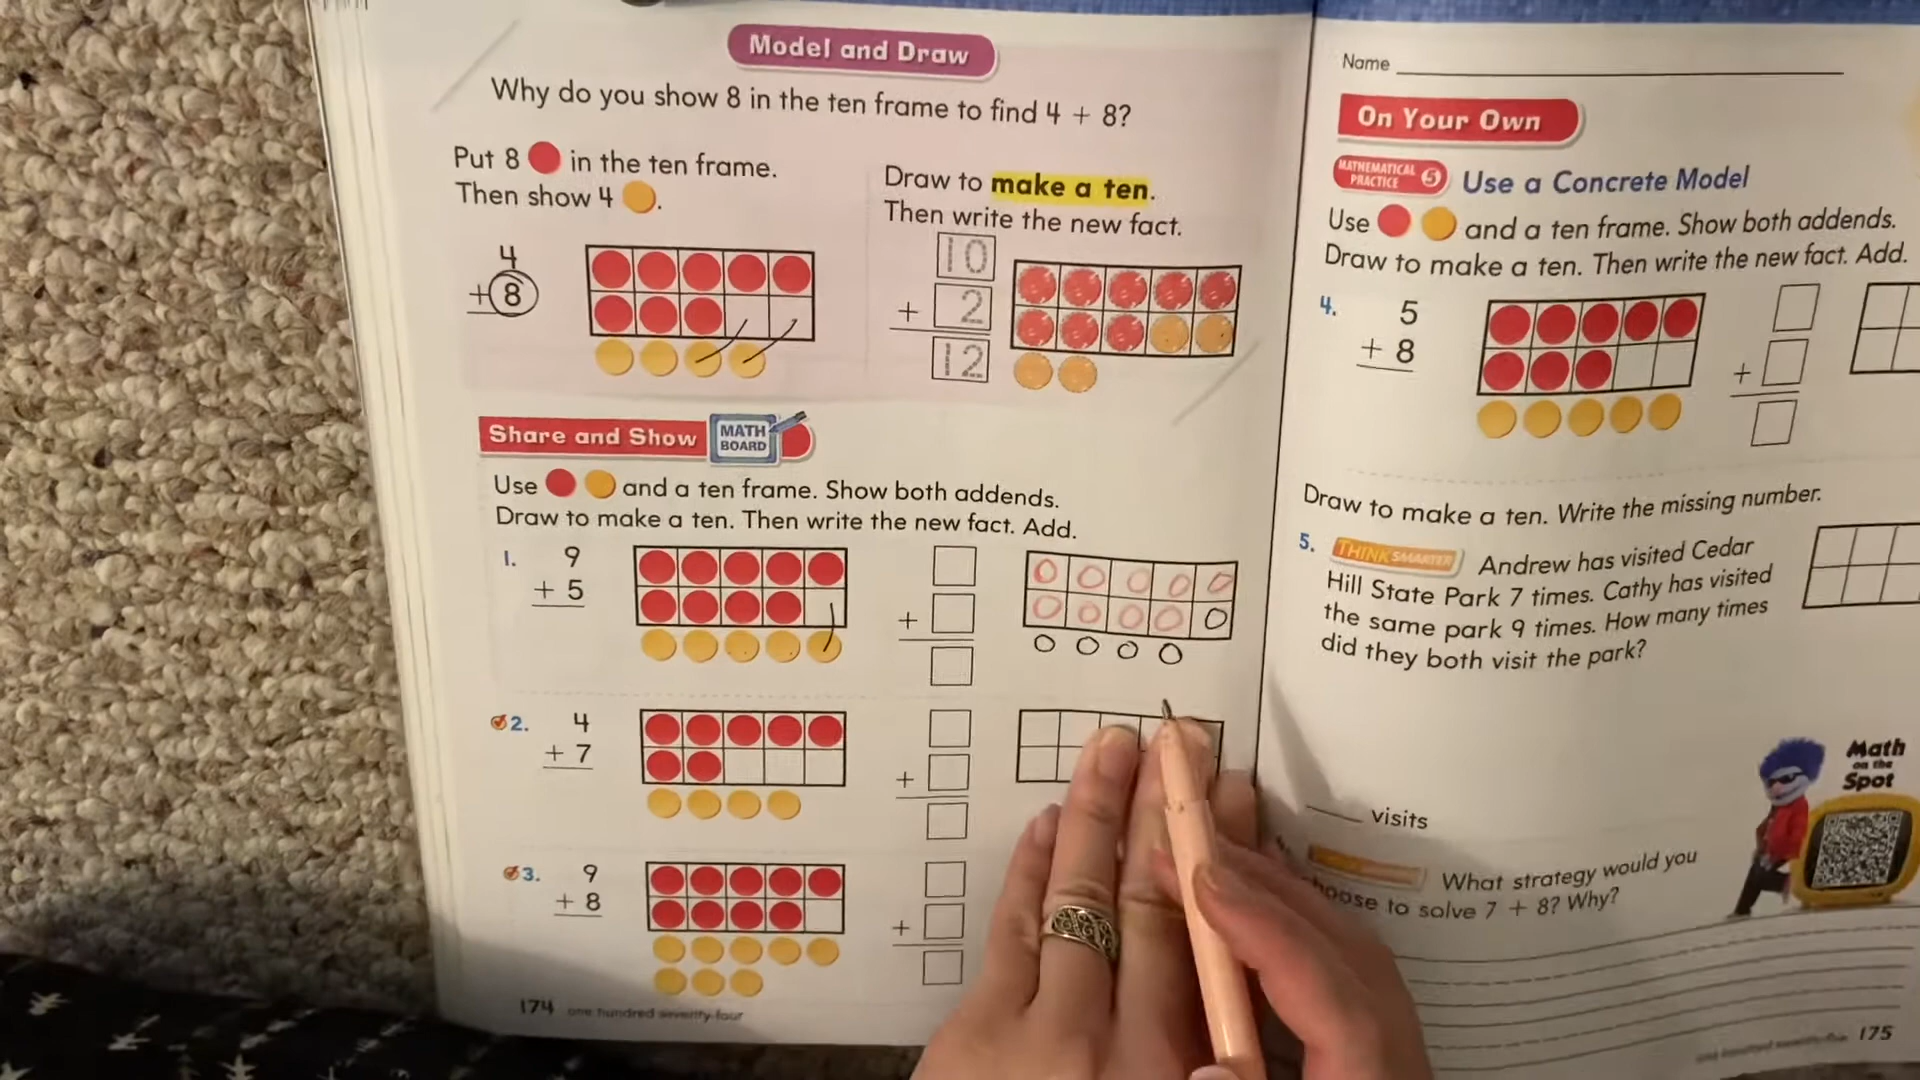 Model and Draw
Why do you show 8 in the ten frame to find 4 + 8?
Put 8 in the ten frame.
Then show 4 .
4
+ 8
Draw to make a ten.
Then write the new fact.
10
+ 2
12
Share and Show
MATH
BOARD
Use and a ten frame. Show both addends.
Draw to make a ten. Then write the new fact. Add.
1. 9
+ 5
+
2. 4
+ 7
+
3. 9
+ 8
+
174 one hundred seventy-four
Name
On Your Own
MATHEMATICAL
PRACTICE 5
Use a Concrete Model
Use and a ten frame. Show both addends.
Draw to make a ten. Then write the new fact. Add.
4. 5
+ 8
+
Draw to make a ten. Write the missing number.
5. THINK SMARTER Andrew has visited Cedar
Hill State Park 7 times. Cathy has visited
the same park 9 times. How many times
did they both visit the park?
visits
Math
on the
Spot
What strategy would you
to solve 7 + 8? Why?
175